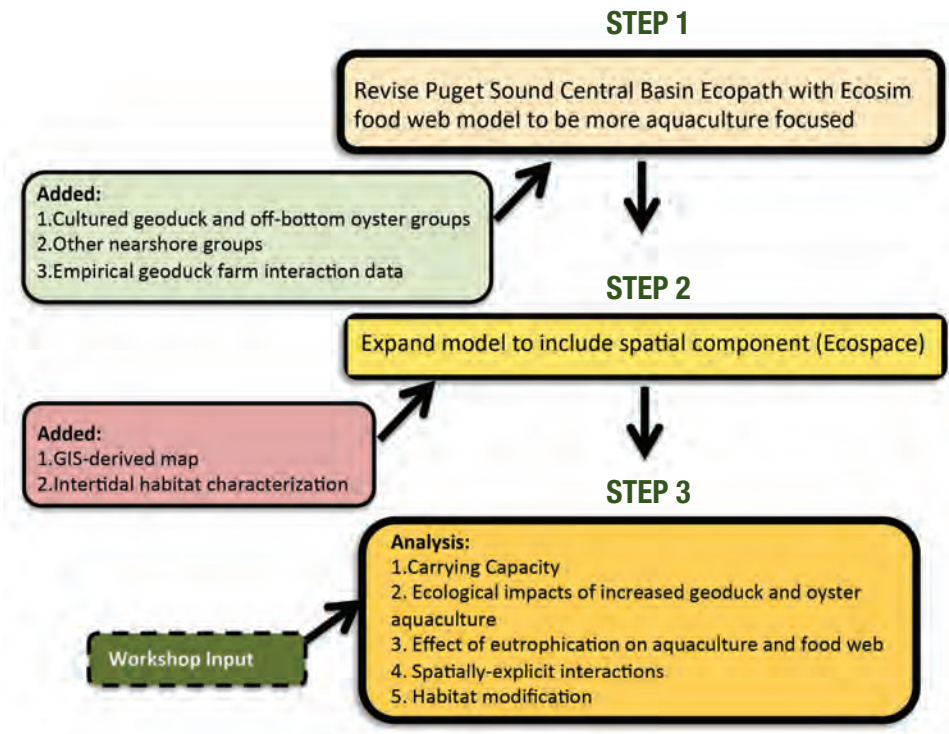 STEP 1
Revise Puget Sound Central Basin Ecopath with Ecosim
food web model to be more aquaculture focused
Added:
1.Cultured geoduck and off-bottom oyster groups
2.Other nearshore groups
3.Empirical geoduck farm interaction data
STEP 2
Expand model to include spatial component (Ecospace)
Added:
1.GIS-derived map
2.Intertidal habitat characterization
STEP 3
Analysis:
1.Carrying Capacity
2. Ecological impacts of increased geoduck and oyster
aquaculture
3. Effect of eutrophication on aquaculture and food web
4. Spatially-explicit interactions
5. Habitat modification
Workshop Input